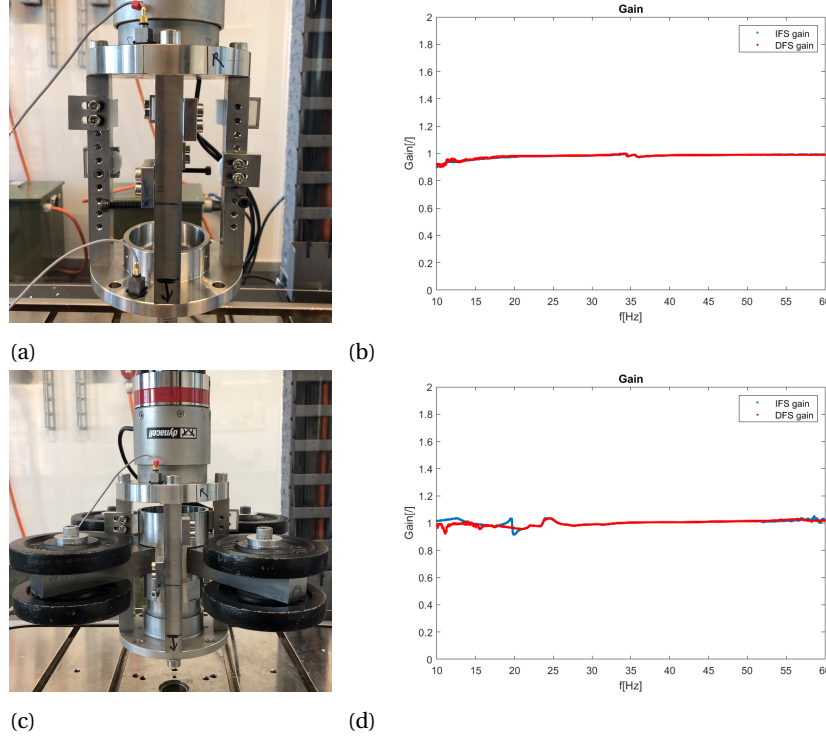 R
Gain
2
1.8
1.6
1.4
1.2
1
0.8
0.6
0.4
0.2
0
Gain[/]
10 15 20 25 30 35 40 45 50 55 60
f[Hz]
IFS gain
DFS gain
(a)
(b)
dynacell
R
Gain
2
1.8
1.6
1.4
1.2
1
0.8
0.6
0.4
0.2
0
Gain[/]
10 15 20 25 30 35 40 45 50 55 60
f[Hz]
IFS gain
DFS gain
(c)
(d)